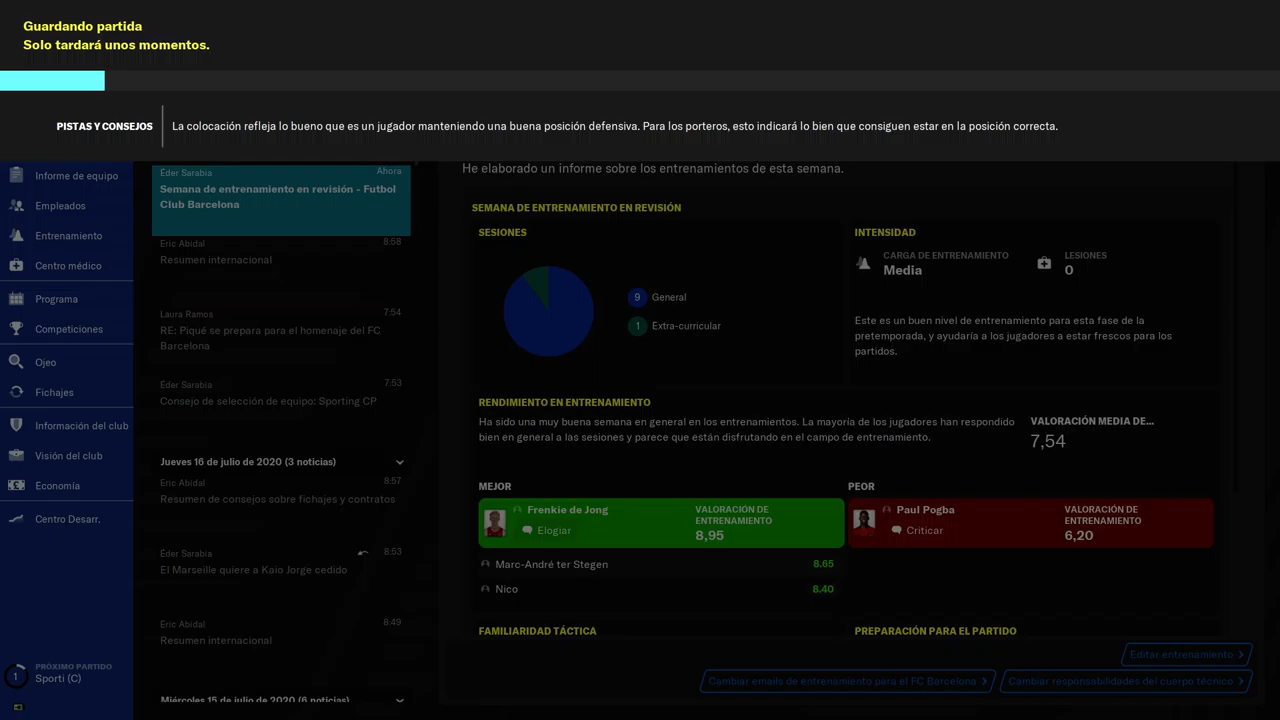 Guardando partida
Solo tardará unos momentos.
PISTAS Y CONSEJOS
La colocación refleja lo bueno que es un jugador manteniendo una buena posición defensiva. Para los porteros, esto indicará lo bien que consiguen estar en la posición correcta.
Informe de equipo
Empleados
Entrenamiento
Centro médico
Programa
Competiciones
Ojeo
Fichajes
Información del club
Visión del club
Economía
Centro Desarr.
PRÓXIMO PARTIDO
1
Sporti (C)
Éder Sarabia
Ahora
Semana de entrenamiento en revisión - Futbol
Club Barcelona
Eric Abidal
8:58
Resumen internacional
Laura Ramos
7:54
RE: Piqué se prepara para el homenaje del FC
Barcelona
Éder Sarabia
7:53
Consejo de selección de equipo: Sporting CP
Jueves 16 de julio de 2020 (3 noticias)
Eric Abidal
8:57
Resumen de consejos sobre fichajes y contratos
Éder Sarabia
8:53
El Marseille quiere a Kaio Jorge cedido
Eric Abidal
8:49
Resumen internacional
Miércoles 15 de julio de 2020 (6 noticias)
He elaborado un informe sobre los entrenamientos de esta semana.
SEMANA DE ENTRENAMIENTO EN REVISIÓN
SESIONES
9 General
1 Extra-curricular
INTENSIDAD
CARGA DE ENTRENAMIENTO
Media
LESIONES
0
Este es un buen nivel de entrenamiento para esta fase de la
pretemporada, y ayudaría a los jugadores a estar frescos para los
partidos.
RENDIMIENTO EN ENTRENAMIENTO
Ha sido una muy buena semana en general en los entrenamientos. La mayoría de los jugadores han respondido
bien en general a las sesiones y parece que están disfrutando en el campo de entrenamiento.
VALORACIÓN MEDIA DE...
7,54
MEJOR
Frenkie de Jong
Elogiar
VALORACIÓN DE
ENTRENAMIENTO
8,95
Marc-André ter Stegen
8.65
Nico
8.40
PEOR
Paul Pogba
Criticar
VALORACIÓN DE
ENTRENAMIENTO
6,20
FAMILIARIDAD TÁCTICA
PREPARACIÓN PARA EL PARTIDO
Editar entrenamiento
Cambiar emails de entrenamiento para el FC Barcelona
Cambiar responsabilidades del cuerpo técnico